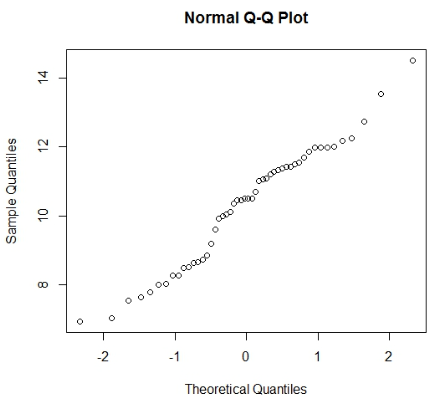 Normal Q-Q Plot
Sample Quantiles
14
12
10
8
-2 -1 0 1 2
Theoretical Quantiles